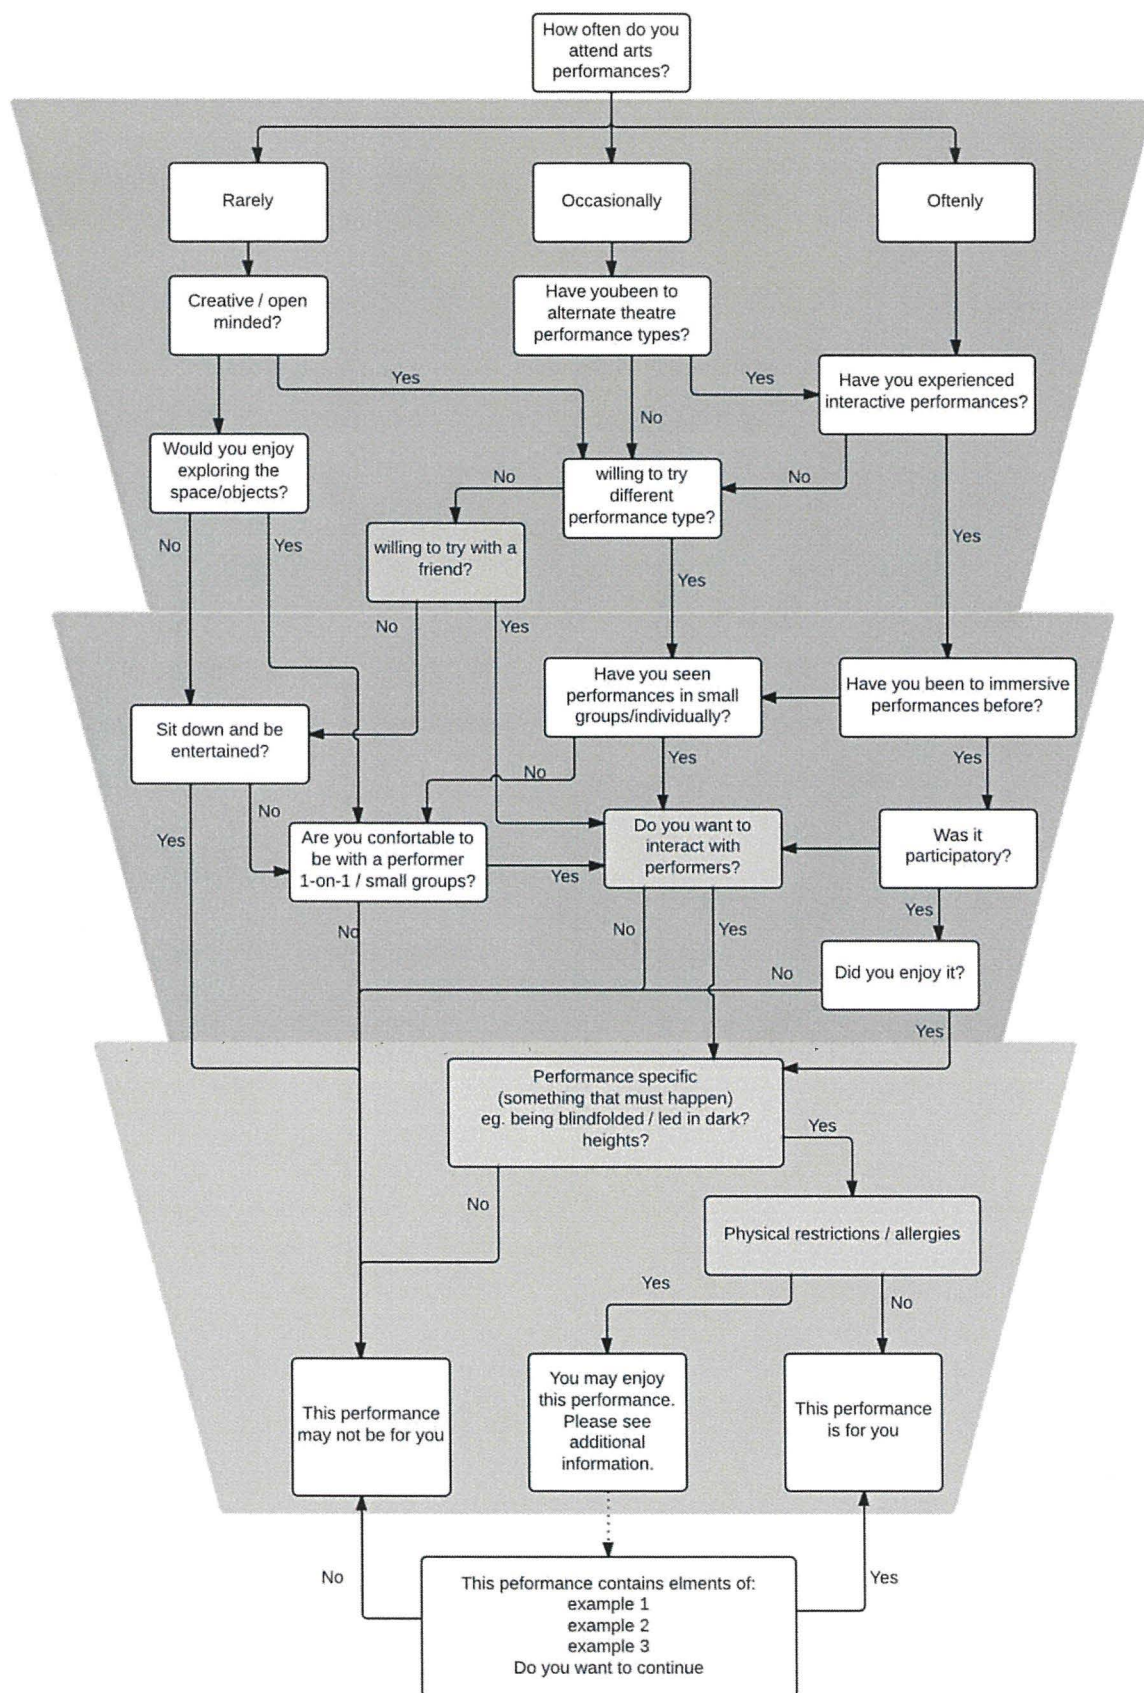 How often do you
attend arts
performances?
Rarely
Occasionally
Oftenly
Creative / open
minded?
Have youbeen to
alternate theatre
performance types?
Yes
Yes
Have you experienced
interactive performances?
No
Would you enjoy
exploring the
space/objects?
willing to try
different
performance type?
No
No
No
Yes
willing to try with a
friend?
Yes
Yes
No
Yes
Have you seen
performances in small
groups/individually?
Have you been to immersive
performances before?
Sit down and be
entertained?
Yes
Yes
No
No
Yes
Are you confortable to
be with a performer
1-on-1 / small groups?
Do you want to
interact with
performers?
Was it
participatory?
Yes
Yes
No
No
Yes
No
Did you enjoy it?
Yes
Performance specific
(something that must happen)
eg. being blindfolded / led in dark?
heights?
Yes
No
Physical restrictions / allergies
Yes
No
This performance
may not be for you
You may enjoy
this performance.
Please see
additional
information.
This performance
is for you
No
Yes
This peformance contains elments of:
example 1
example 2
example 3
Do you want to continue